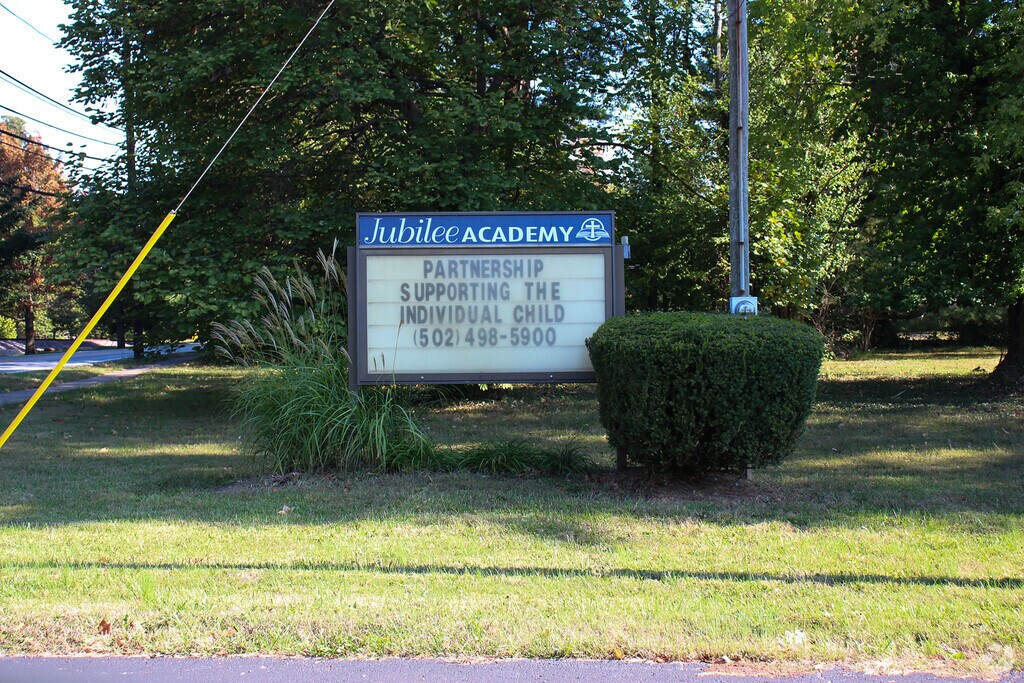 Jubilee ACADEMY
PARTNERSHIP
SUPPORTING THE
INDIVIDUAL CHILD
(502) 498-5900